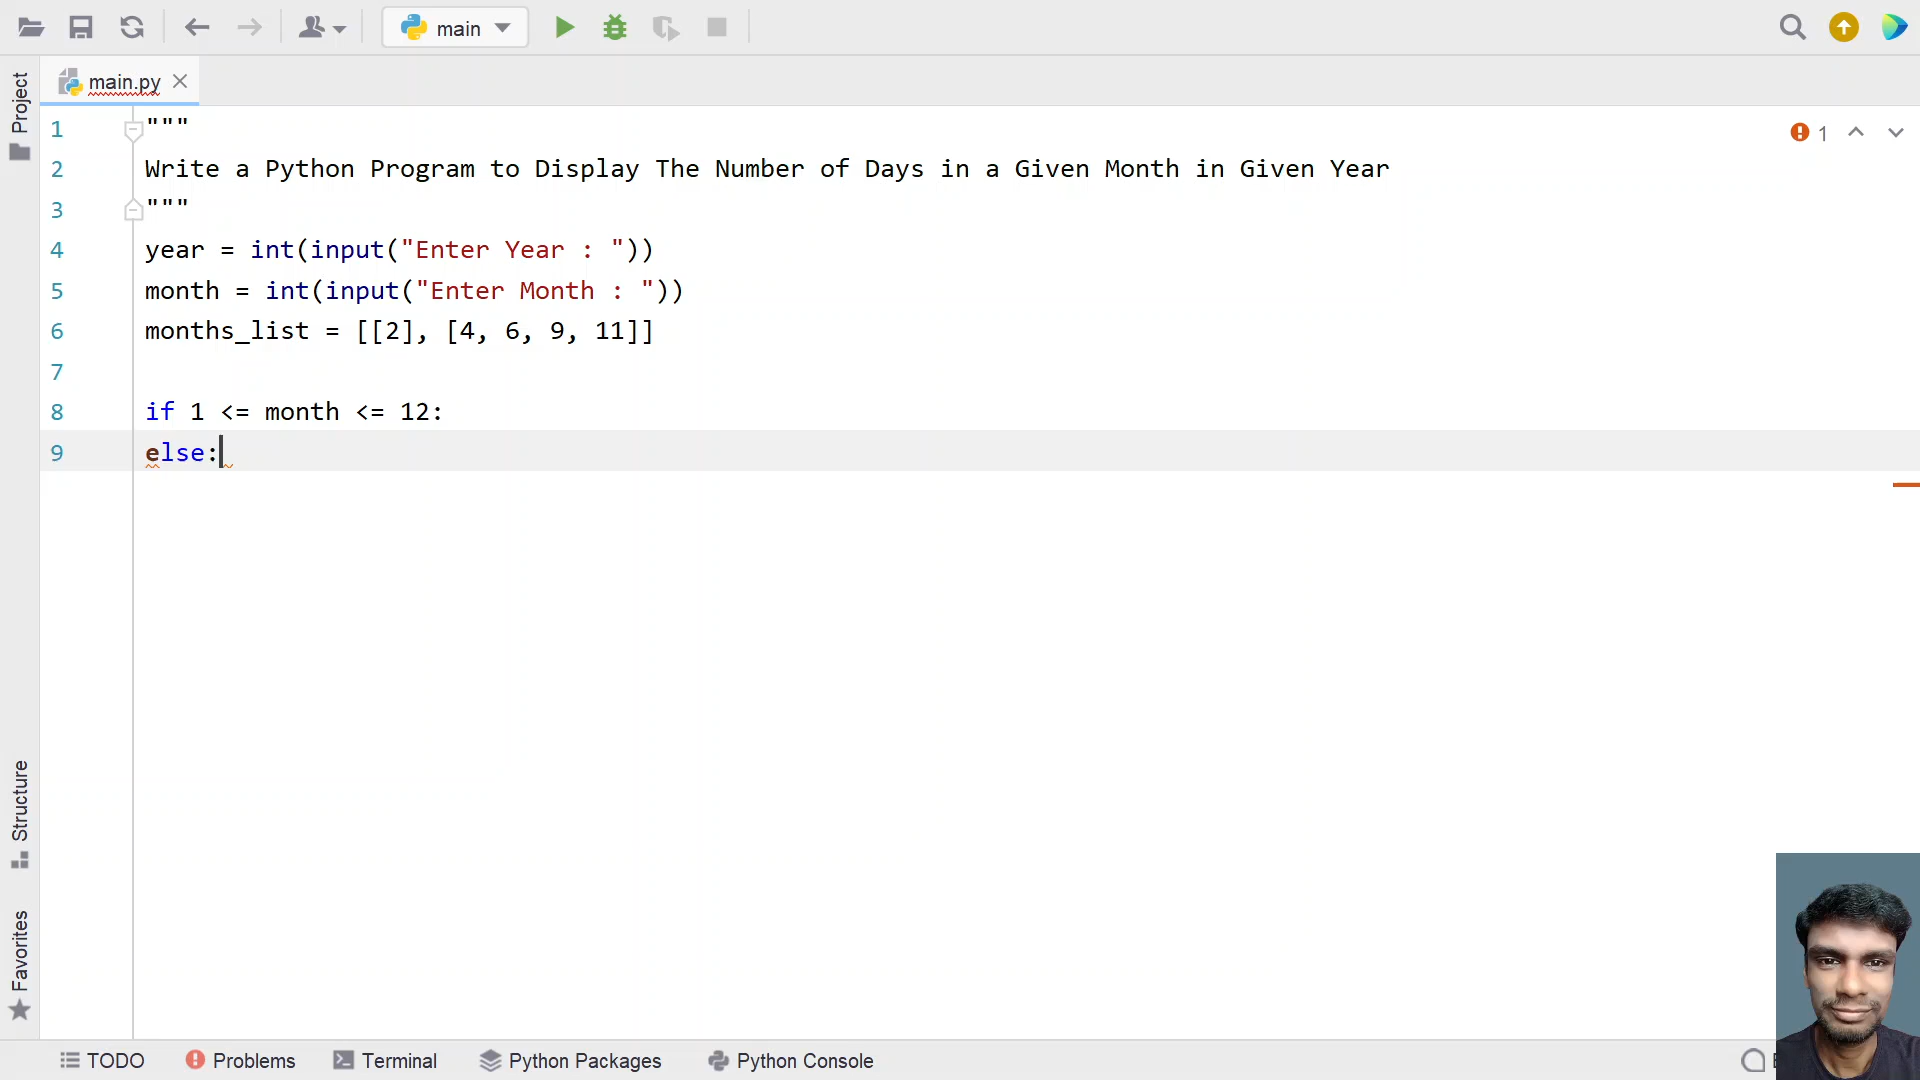 main
main.py
Project
1 """
2 Write a Python Program to Display The Number of Days in a Given Month in Given Year
3 """
4 year = int(input("Enter Year : "))
5 month = int(input("Enter Month : "))
6 months_list = [[2], [4, 6, 9, 11]]
7
8 if 1 <= month <= 12:
9 else:
1
Structure
Favorites
TODO Problems Terminal Python Packages Python Console